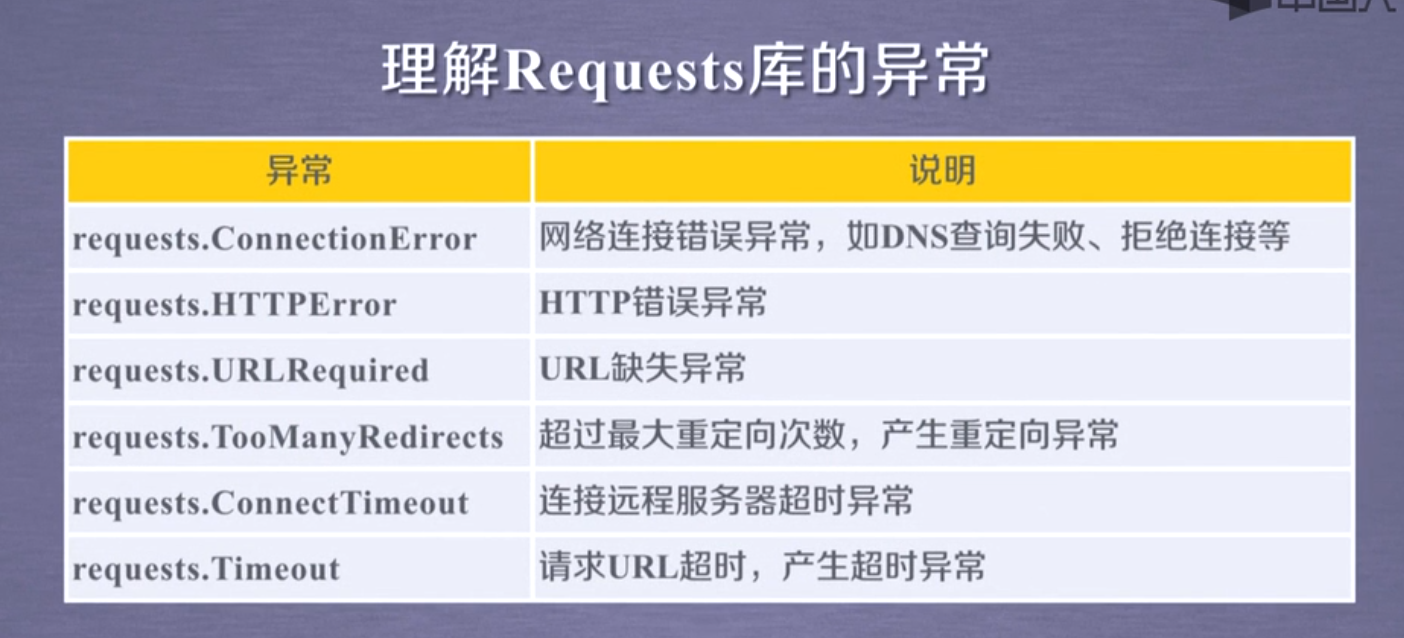 理解Requests库的异常
异常 说明
requests.ConnectionError 网络连接错误异常，如DNS查询失败、拒绝连接等
requests.HTTPError HTTP错误异常
requests.URLRequired URL缺失异常
requests.TooManyRedirects 超过最大重定向次数，产生重定向异常
requests.ConnectTimeout 连接远程服务器超时异常
requests.Timeout 请求URL超时，产生超时异常